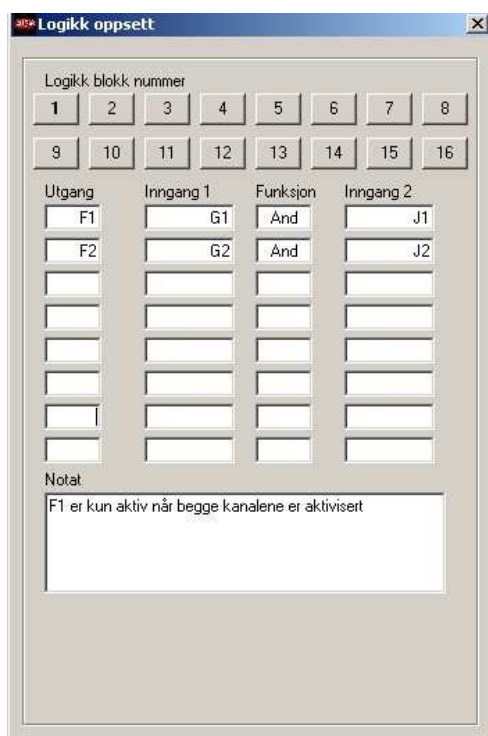 Logikk oppsett
Logikk blokk nummer
1 2 3 4 5 6 7 8
9 10 11 12 13 14 15 16
Utgang Inngang 1 Funksjon Inngang 2
F1 G1 And J1
F2 G2 And J2
Notat
F1 er kun aktiv når begge kanalene er aktivisert